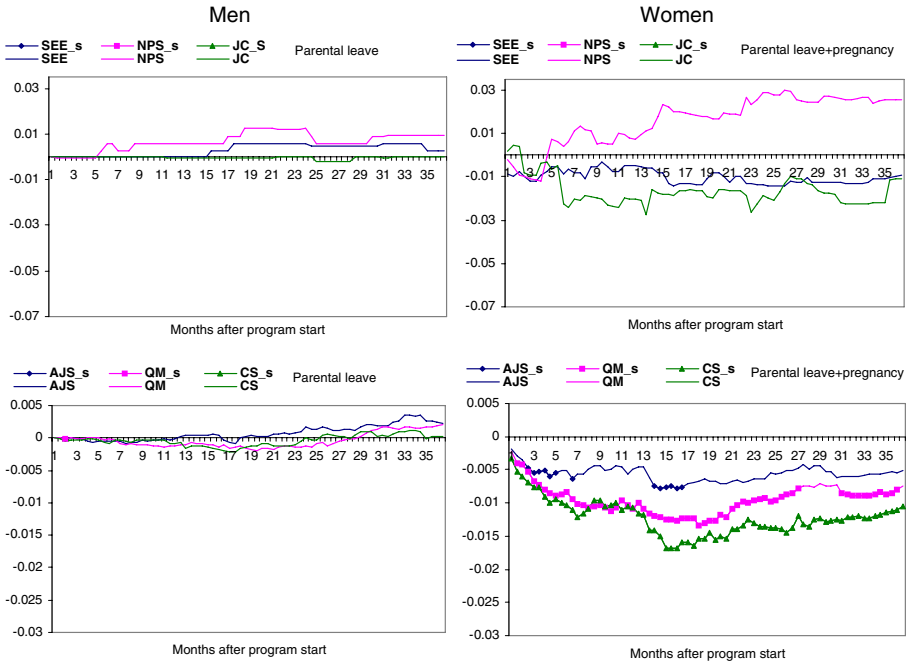 Men
Women
SEE_s NPS_s JC_S
SEE NPS JC
Parental leave
0.03
0.01
-0.01
-0.03
-0.05
-0.07
1 3 5 7 9 11 13 15 17 19 21 23 25 27 29 31 33 35
Months after program start
SEE_s NPS_s JC_s
SEE NPS JC
Parental leave+pregnancy
0.03
0.01
-0.01
-0.03
-0.05
-0.07
1 3 5 7 9 11 13 15 17 19 21 23 25 27 29 31 33 35
Months after program start
AJS_s QM_s CS_s
AJS QM CS
Parental leave
0.005
0
-0.005
-0.01
-0.015
-0.02
-0.025
-0.03
1 3 5 7 9 11 13 15 17 19 21 23 25 27 29 31 33 35
Months after program start
AJS_s QM_s CS_s
AJS QM CS
Parental leave+pregnancy
0.005
0
-0.005
-0.01
-0.015
-0.02
-0.025
-0.03
1 3 5 7 9 11 13 15 17 19 21 23 25 27 29 31 33 35
Months after program start